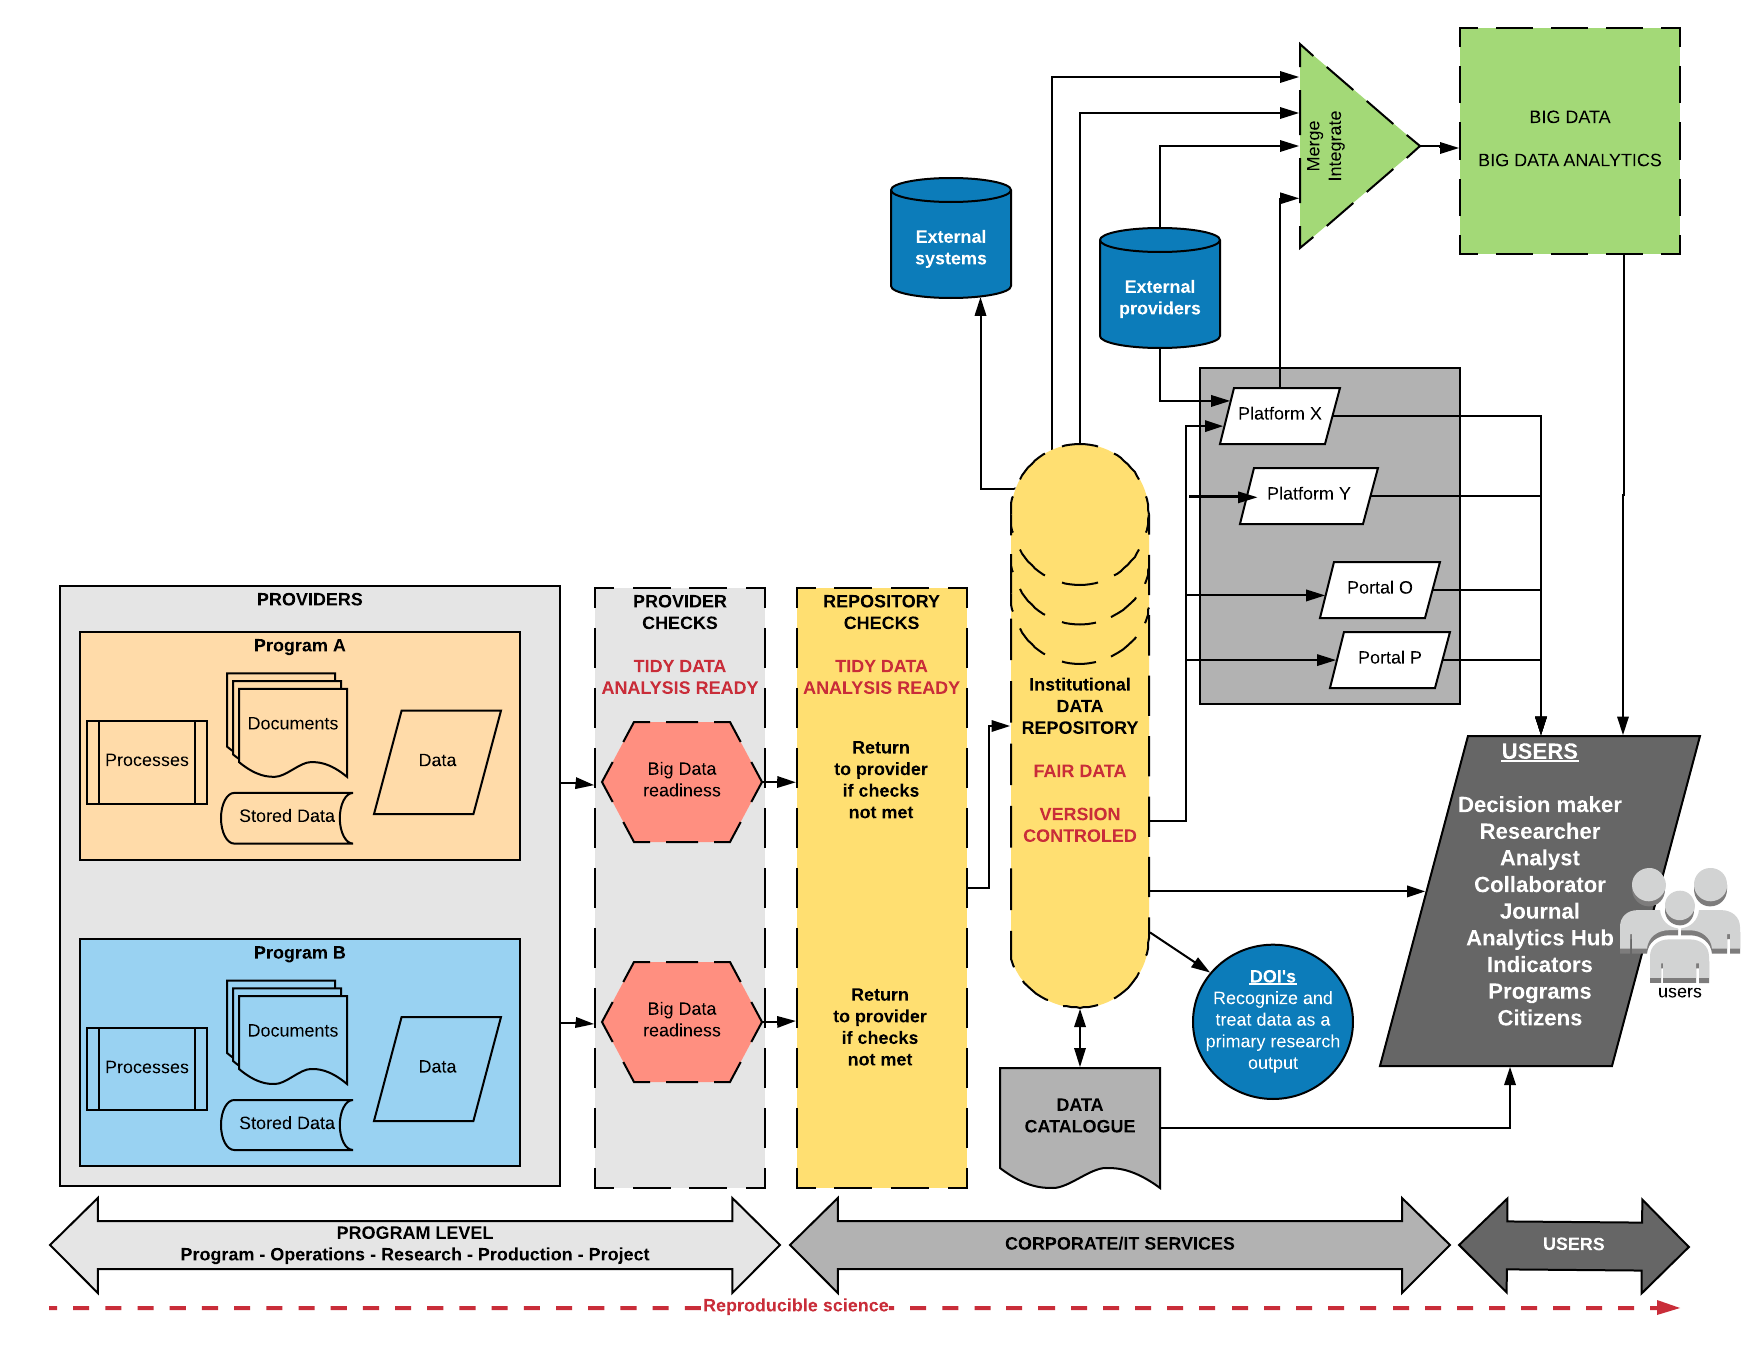 BIG DATA
BIG DATA ANALYTICS
Merge
Integrate
External
systems
External
providers
Platform X
Platform Y
Portal O
Portal P
PROVIDERS
Program A
Processes
Documents
Stored Data
Data
Program B
Processes
Documents
Stored Data
Data
PROVIDER
CHECKS
TIDY DATA
ANALYSIS READY
Big Data
readiness
Big Data
readiness
REPOSITORY
CHECKS
TIDY DATA
ANALYSIS READY
Return
to provider
if checks
not met
Return
to provider
if checks
not met
Institutional
DATA
REPOSITORY
FAIR DATA
VERSION
CONTROLED
DOI's
Recognize and
treat data as a
primary research
output
DATA
CATALOGUE
USERS
Decision maker
Researcher
Analyst
Collaborator
Journal
Analytics Hub
Indicators
Programs
Citizens
users
PROGRAM LEVEL
Program - Operations - Research - Production - Project
CORPORATE/IT SERVICES
USERS
Reproducible science